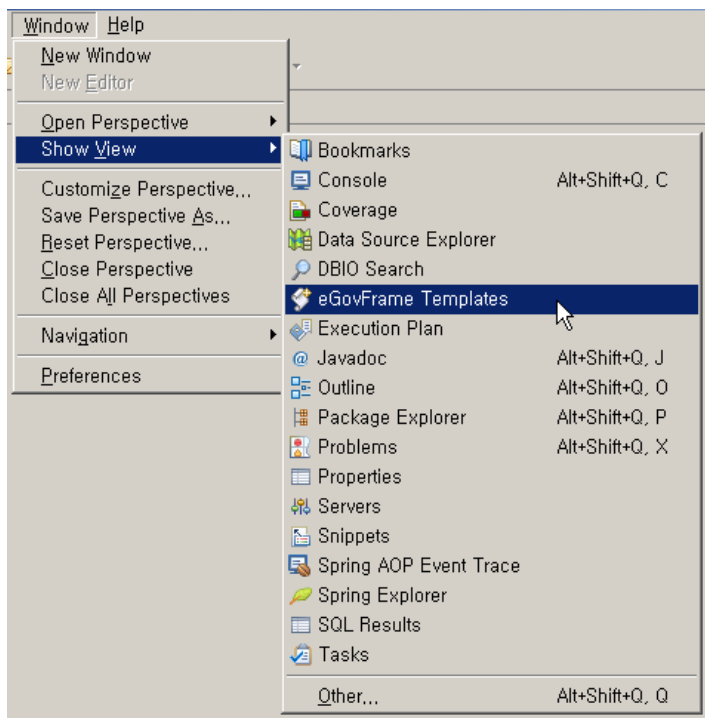 Window Help
New Window
New Editor
Open Perspective
Show View
Customize Perspective...
Save Perspective As...
Reset Perspective...
Close Perspective
Close All Perspectives
Navigation
Preferences
Bookmarks
Console Alt+Shift+Q, C
Coverage
Data Source Explorer
DBIO Search
eGovFrame Templates
Execution Plan
Javadoc Alt+Shift+Q, J
Outline Alt+Shift+Q, O
Package Explorer Alt+Shift+Q, P
Problems Alt+Shift+Q, X
Properties
Servers
Snippets
Spring AOP Event Trace
Spring Explorer
SQL Results
Tasks
Other... Alt+Shift+Q, Q